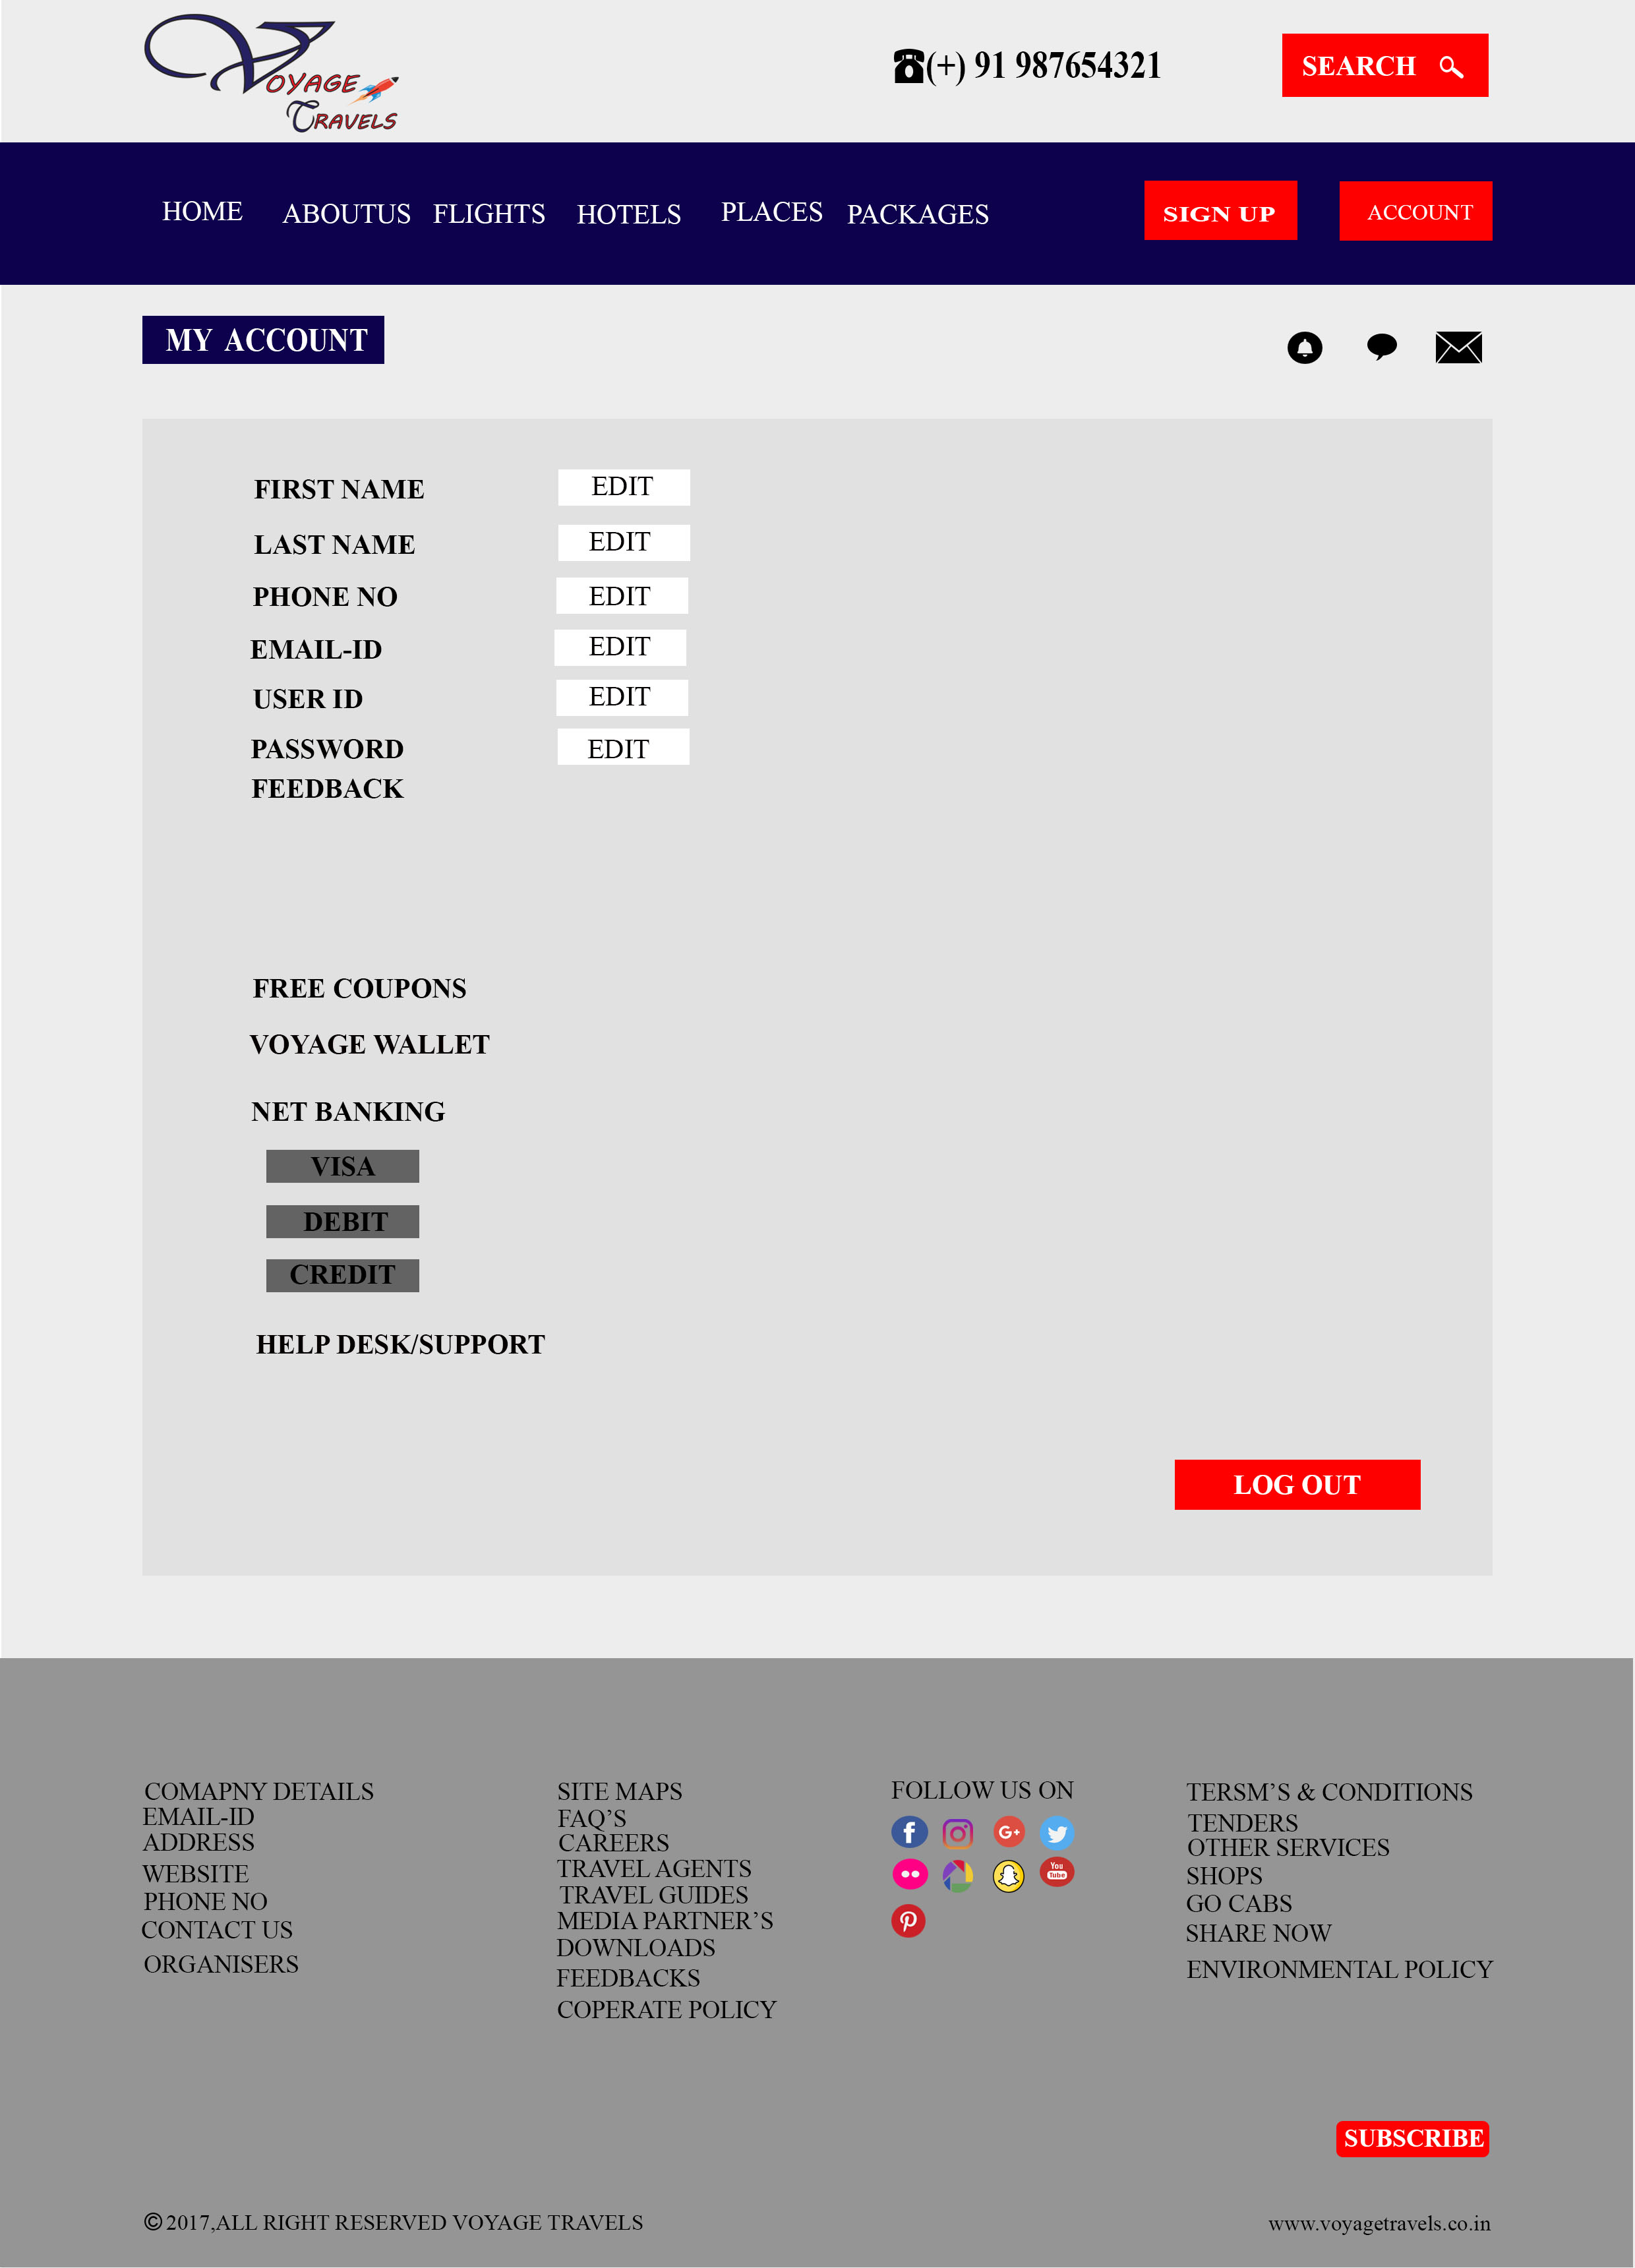 VOYAGE
TRAVELS
(+) 91 987654321
SEARCH
HOME ABOUTUS FLIGHTS HOTELS PLACES PACKAGES SIGN UP ACCOUNT
MY ACCOUNT
FIRST NAME EDIT
LAST NAME EDIT
PHONE NO EDIT
EMAIL-ID EDIT
USER ID EDIT
PASSWORD EDIT
FEEDBACK
FREE COUPONS
VOYAGE WALLET
NET BANKING
VISA
DEBIT
CREDIT
HELP DESK/SUPPORT
LOG OUT
COMAPNY DETAILS
EMAIL-ID
ADDRESS
WEBSITE
PHONE NO
CONTACT US
ORGANISERS
SITE MAPS
FAQ’S
CAREERS
TRAVEL AGENTS
TRAVEL GUIDES
MEDIA PARTNER’S
DOWNLOADS
FEEDBACKS
COPERATE POLICY
FOLLOW US ON
You
Tube
TERSM’S & CONDITIONS
TENDERS
OTHER SERVICES
SHOPS
GO CABS
SHARE NOW
ENVIRONMENTAL POLICY
SUBSCRIBE
©2017,ALL RIGHT RESERVED VOYAGE TRAVELS
www.voyagetravels.co.in